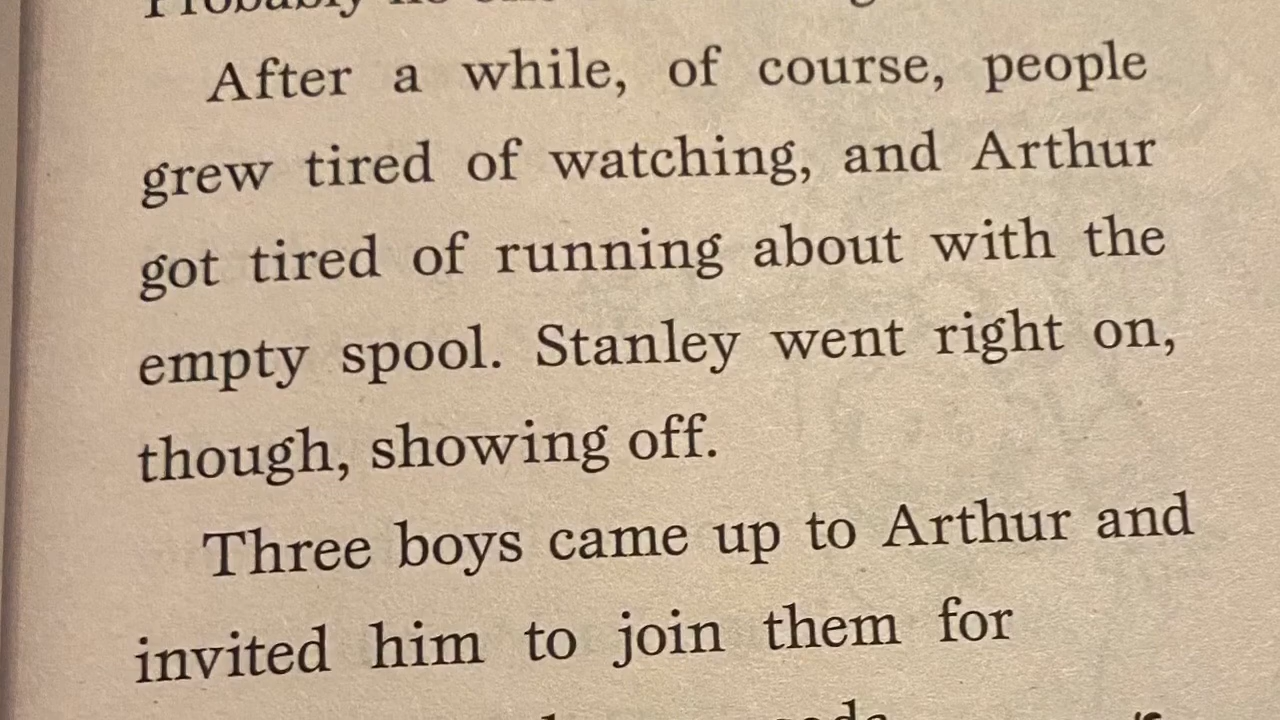 After a while, of course, people
grew tired of watching, and Arthur
got tired of running about with the
empty spool. Stanley went right on,
though, showing off.
Three boys came up to Arthur and
invited him to join them for